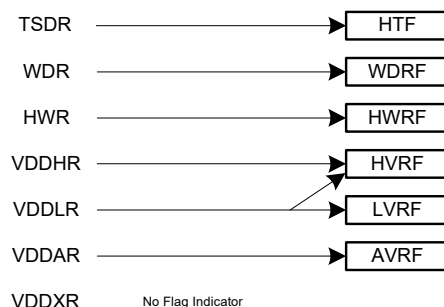 TSDR HTF
WDR WDRF
HWR HWRF
VDDHR HVRF
VDDLR LVRF
VDDAR AVRF
VDDXR No Flag Indicator